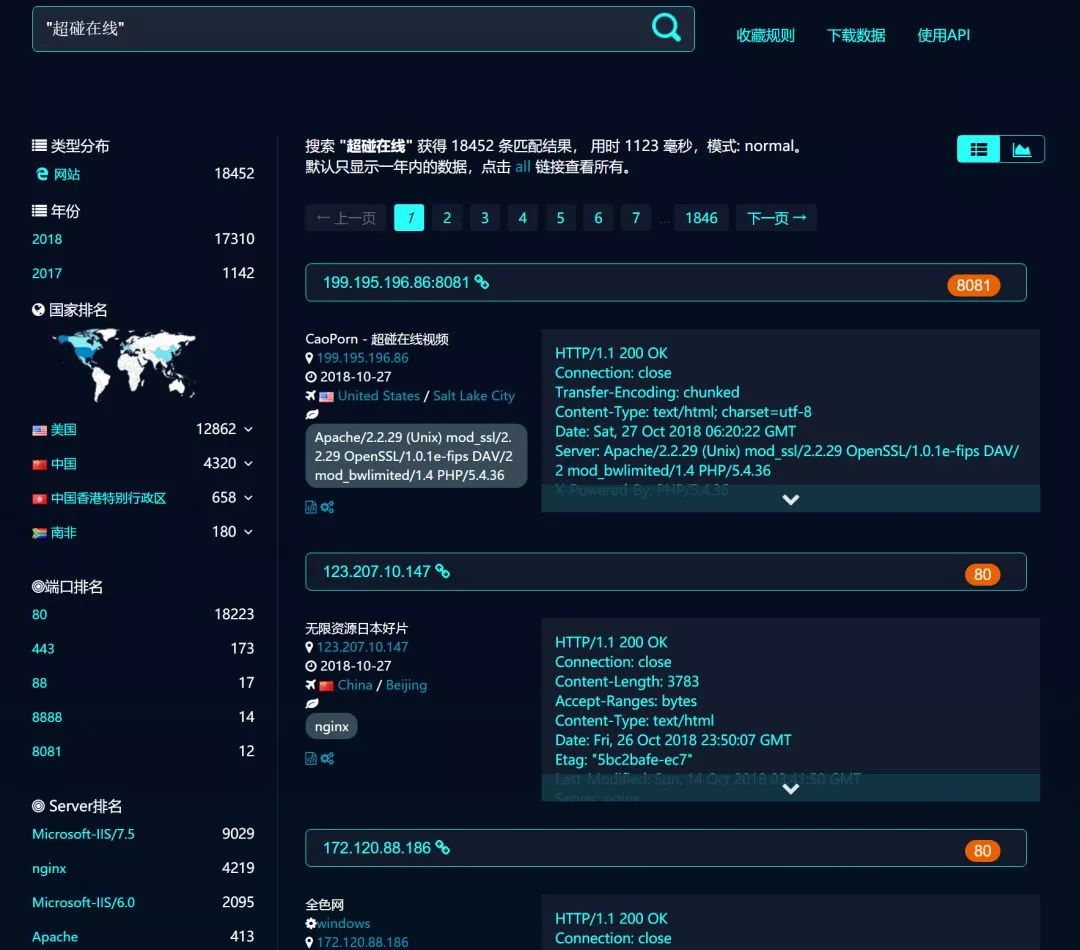 "超碰在线"
收藏规则 下载数据 使用API
类型分布
网站 18452
年份
2018 17310
2017 1142
国家排名
美国 12862
中国 4320
中国香港特别行政区 658
南非 180
端口排名
80 18223
443 173
88 17
8888 14
8081 12
Server排名
Microsoft-IIS/7.5 9029
nginx 4219
Microsoft-IIS/6.0 2095
Apache 413
搜索 "超碰在线" 获得 18452 条匹配结果， 用时 1123 毫秒，模式: normal。
默认只显示一年内的数据，点击 all 链接查看所有。
←上一页 1 2 3 4 5 6 7 ... 1846 下一页→
199.195.196.86:8081 8081
CaoPorn - 超碰在线视频
199.195.196.86
2018-10-27
United States / Salt Lake City
Apache/2.2.29 (Unix) mod_ssl/2.
2.29 OpenSSL/1.0.1e-fips DAV/2
mod_bwlimited/1.4 PHP/5.4.36
HTTP/1.1 200 OK
Connection: close
Transfer-Encoding: chunked
Content-Type: text/html; charset=utf-8
Date: Sat, 27 Oct 2018 06:20:22 GMT
Server: Apache/2.2.29 (Unix) mod_ssl/2.2.29 OpenSSL/1.0.1e-fips DAV/
2 mod_bwlimited/1.4 PHP/5.4.36
X-Powered-By: PHP/5.4.36
123.207.10.147 80
无限资源日本好片
123.207.10.147
2018-10-27
China / Beijing
nginx
HTTP/1.1 200 OK
Connection: close
Content-Length: 3783
Accept-Ranges: bytes
Content-Type: text/html
Date: Fri, 26 Oct 2018 23:50:07 GMT
Etag: "5bc2bafe-ec7"
Last-Modified: Sun, 14 Oct 2018 03:41:50 GMT
Server: nginx
172.120.88.186 80
全色网
windows
172.120.88.186
HTTP/1.1 200 OK
Connection: close